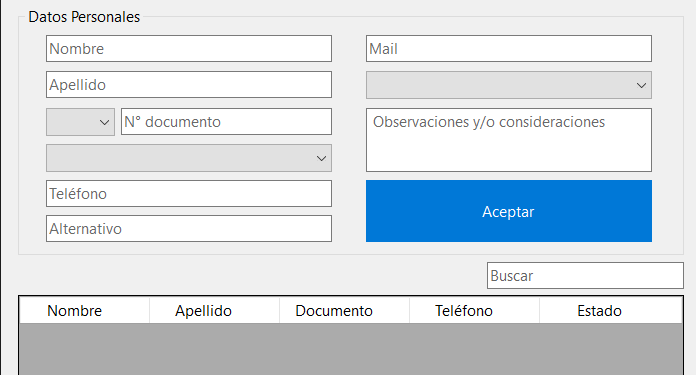 Datos Personales
Nombre
Apellido
N° documento
Teléfono
Alternativo
Mail
Observaciones y/o consideraciones
Aceptar
Buscar
Nombre Apellido Documento Teléfono Estado